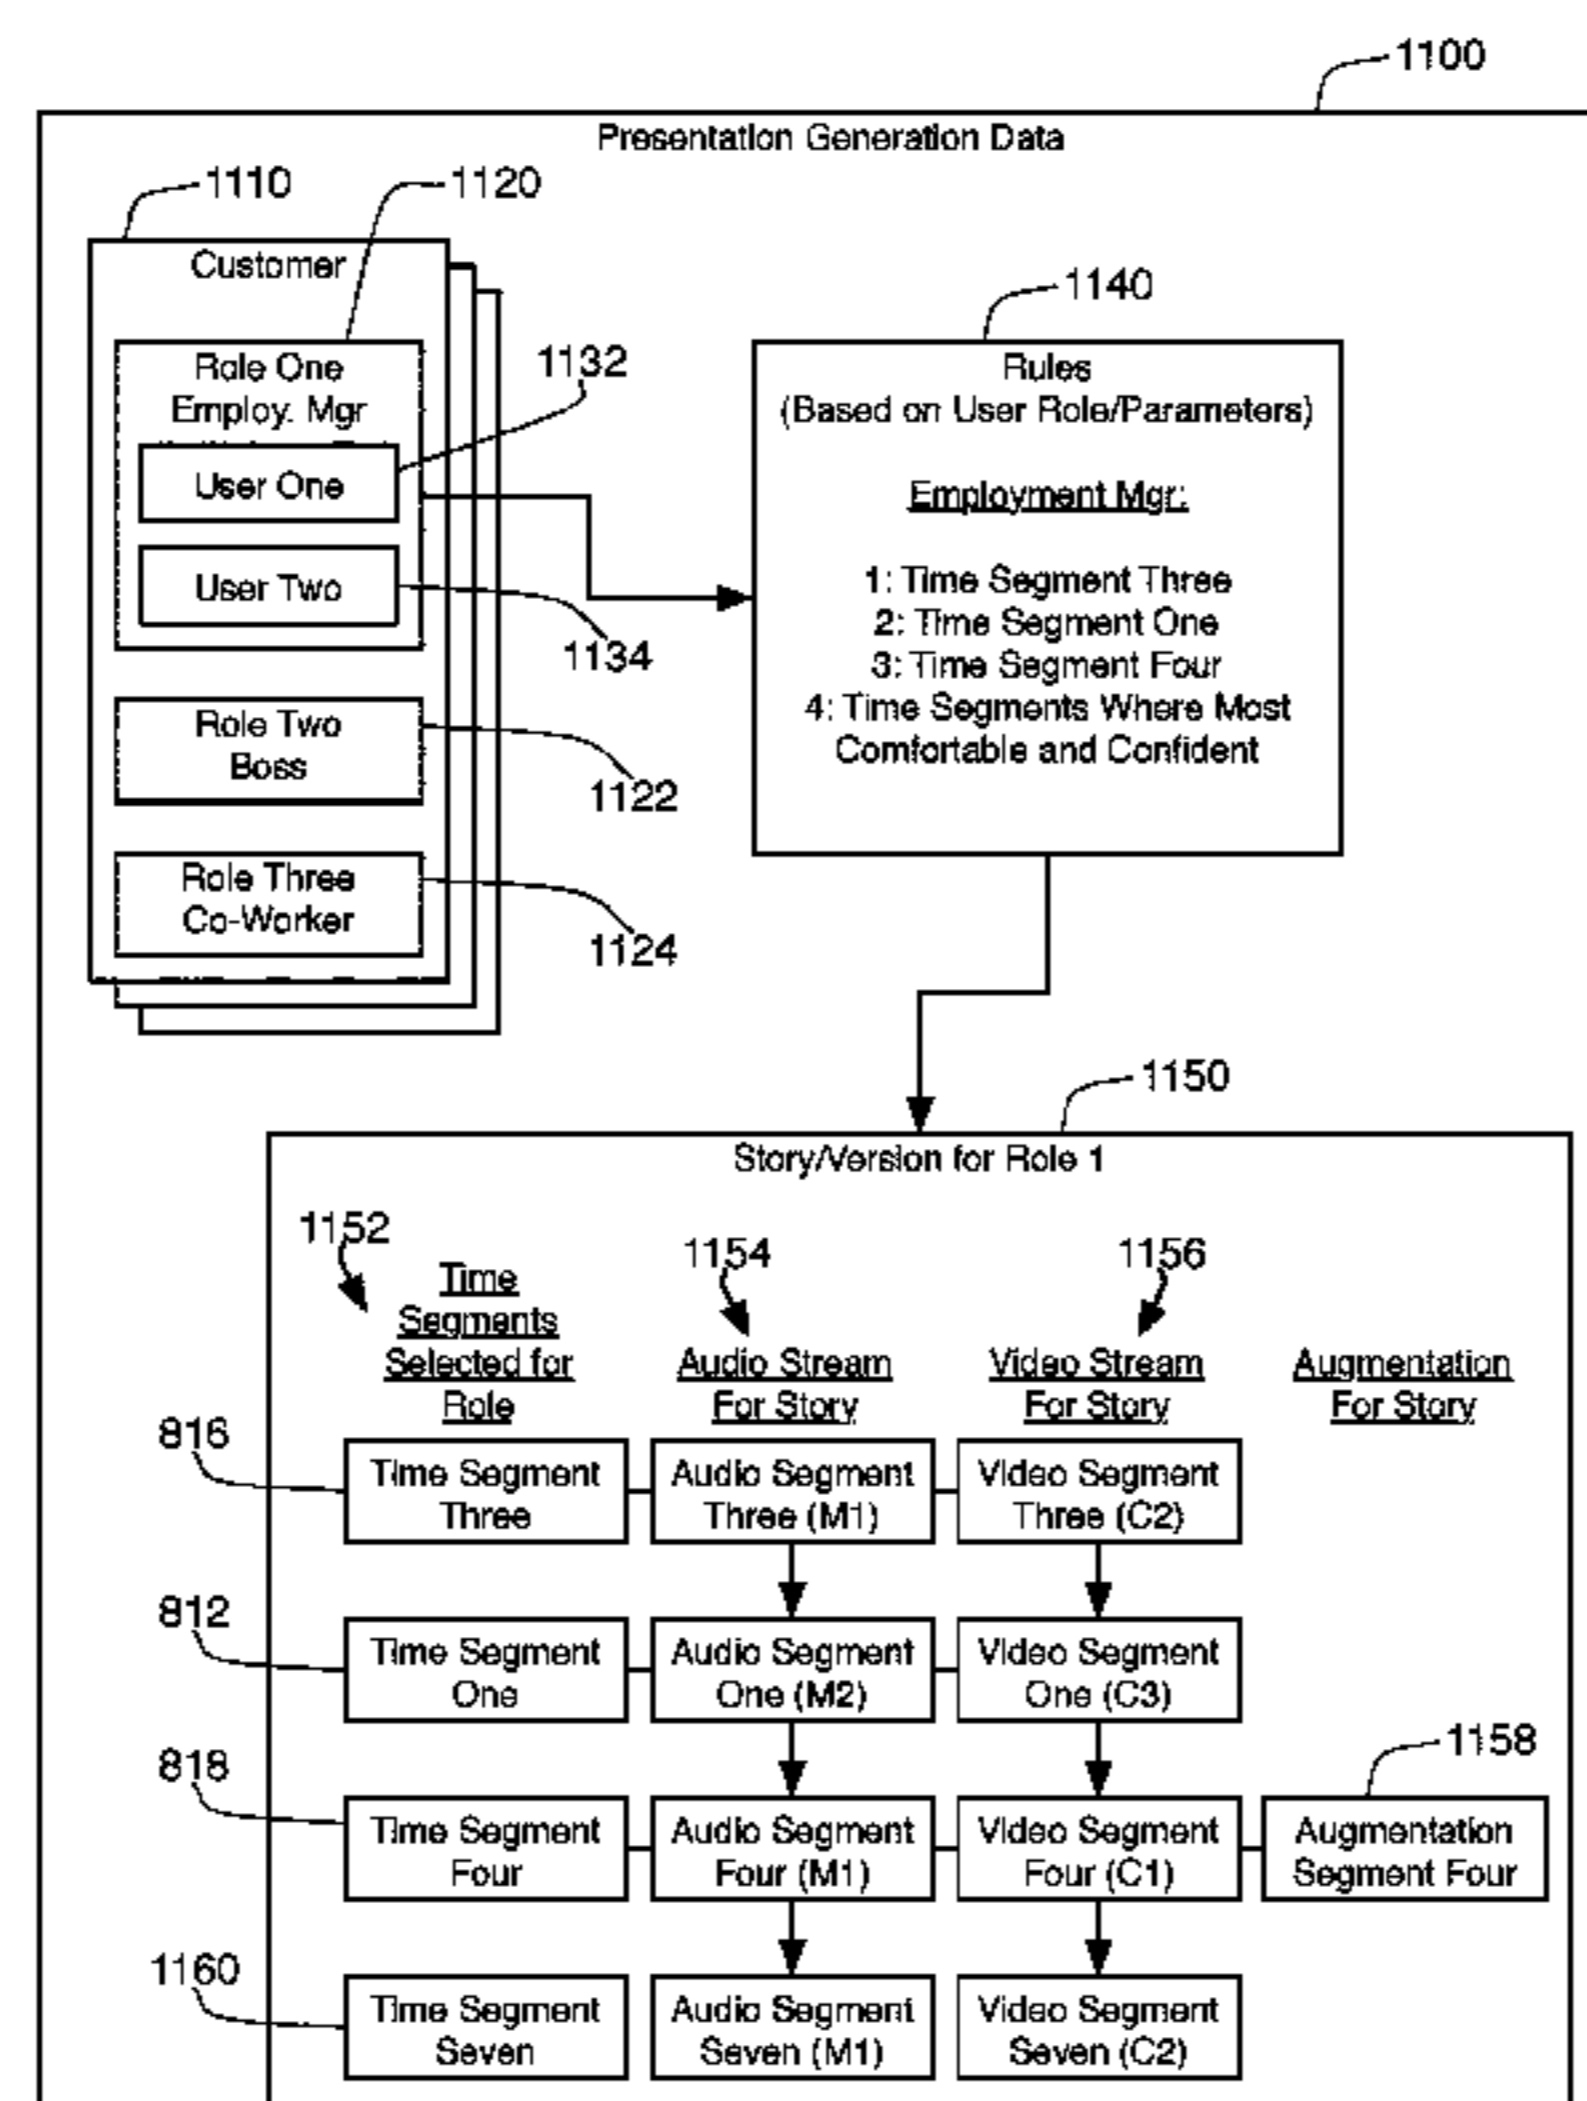 1100
Presentation Generation Data
1110
1120
Customer
1140
Role One
Employ. Mgr
1132
User One
User Two
1134
Role Two
Boss
1122
Role Three
Co-Worker
1124
Rules
(Based on User Role/Parameters)
Employment Mgr:
1: Time Segment Three
2: Time Segment One
3: Time Segment Four
4: Time Segments Where Most
Comfortable and Confident
1150
Story/Version for Role 1
1152
1154
1156
Time
Segments
Selected for
Role
Audio Stream
For Story
Video Stream
For Story
Augmentation
For Story
816
Time Segment
Three
Audio Segment
Three (M1)
Video Segment
Three (C2)
812
Time Segment
One
Audio Segment
One (M2)
Video Segment
One (C3)
1158
818
Time Segment
Four
Audio Segment
Four (M1)
Video Segment
Four (C1)
Augmentation
Segment Four
1160
Time Segment
Seven
Audio Segment
Seven (M1)
Video Segment
Seven (C2)